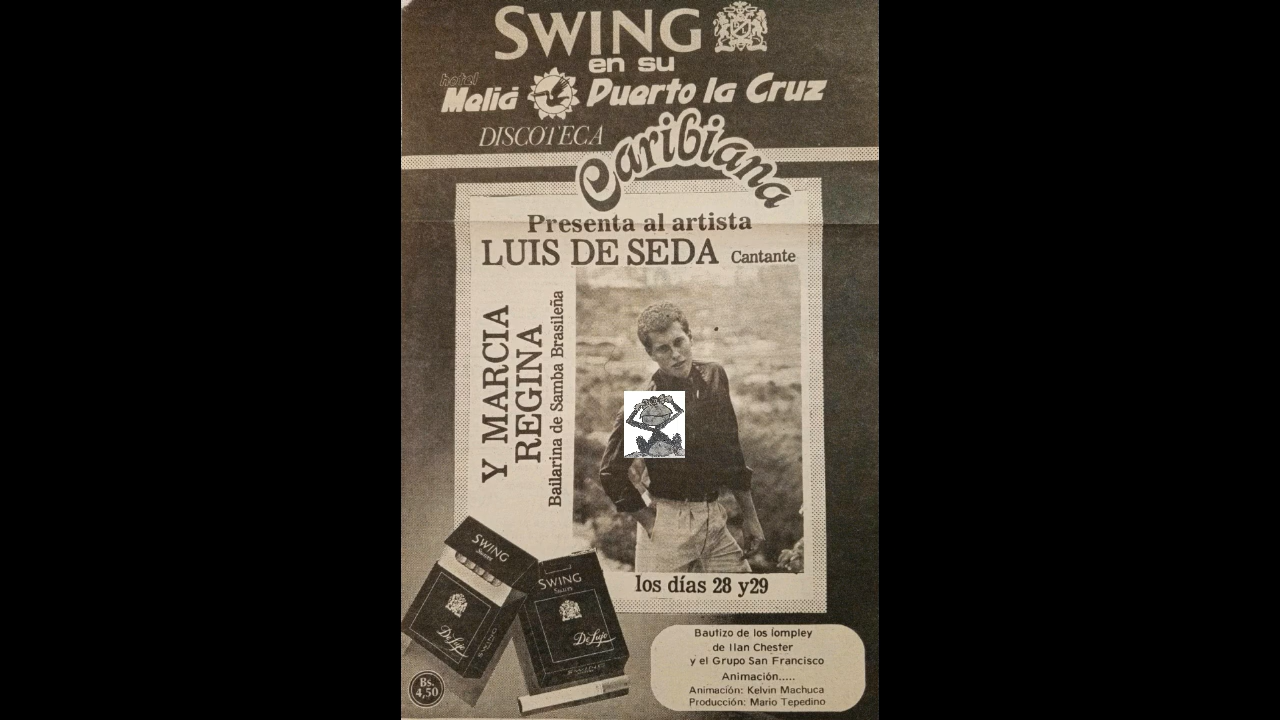 SWING
en su
hotel
Meliá Puerto la Cruz
DISCOTECA
Caribiana
Presenta al artista
LUIS DE SEDA Cantante
Y MARCIA
REGINA
Bailarina de Samba Brasileña
los días 28 y29
SWING
De Lujo
SWING
De Lujo
Bs.
4,50
Bautizo de los lompley
de Ilan Chester
y el Grupo San Francisco
Animación.....
Animación: Kelvin Machuca
Producción: Mario Tepedino